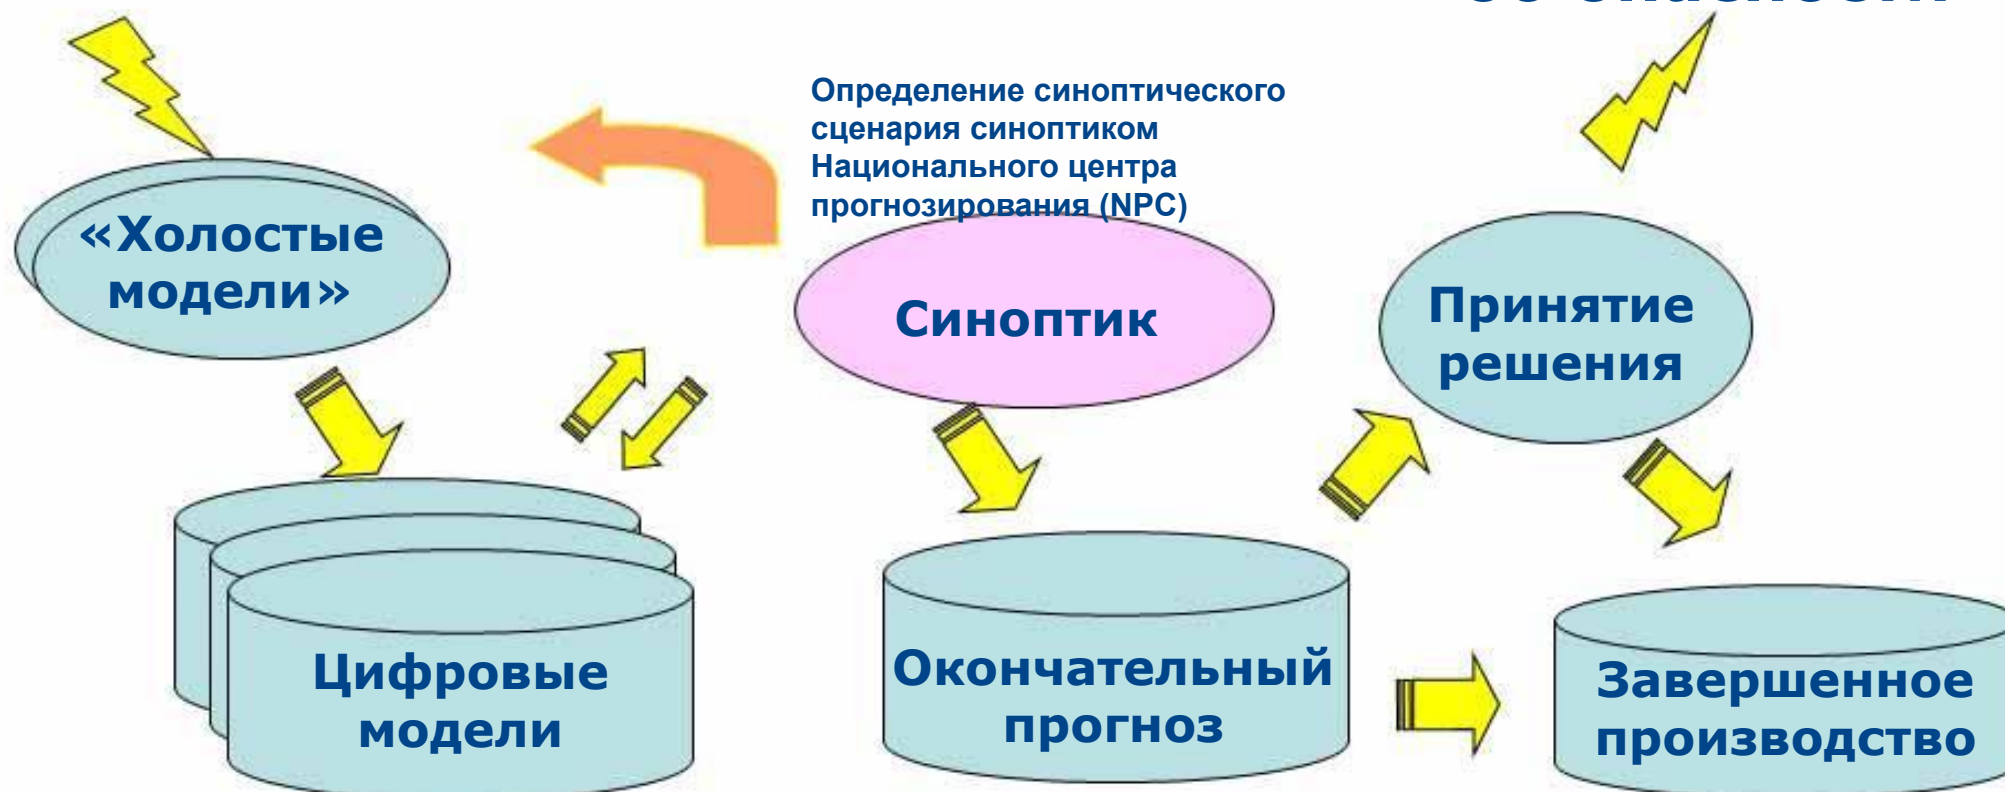 Определение синоптического
сценария синоптиком
Национального центра
прогнозирования (NPC)
«Холостые
модели»
Синоптик
Принятие
решения
Цифровые
модели
Окончательный
прогноз
Завершенное
производство